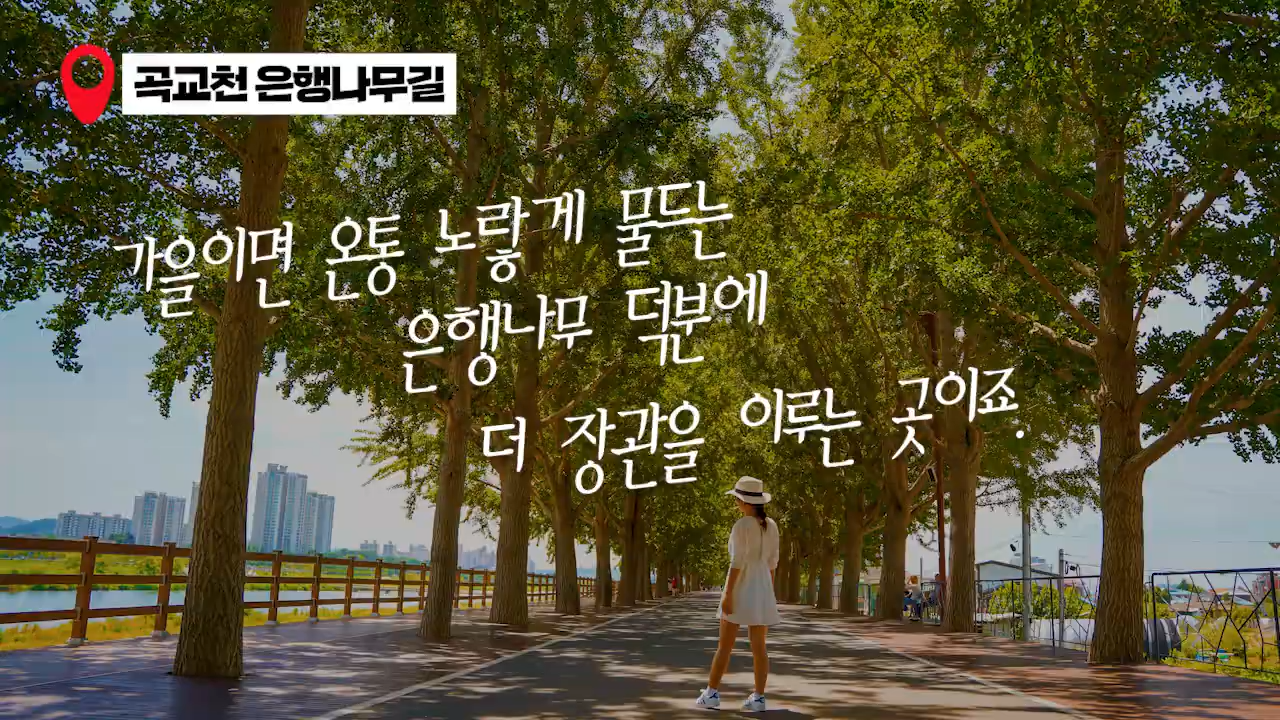 곡교천 은행나무길
가을이면 온통 노랗게 물드는
은행나무 덕분에
더 장관을 이루는 곳이죠.